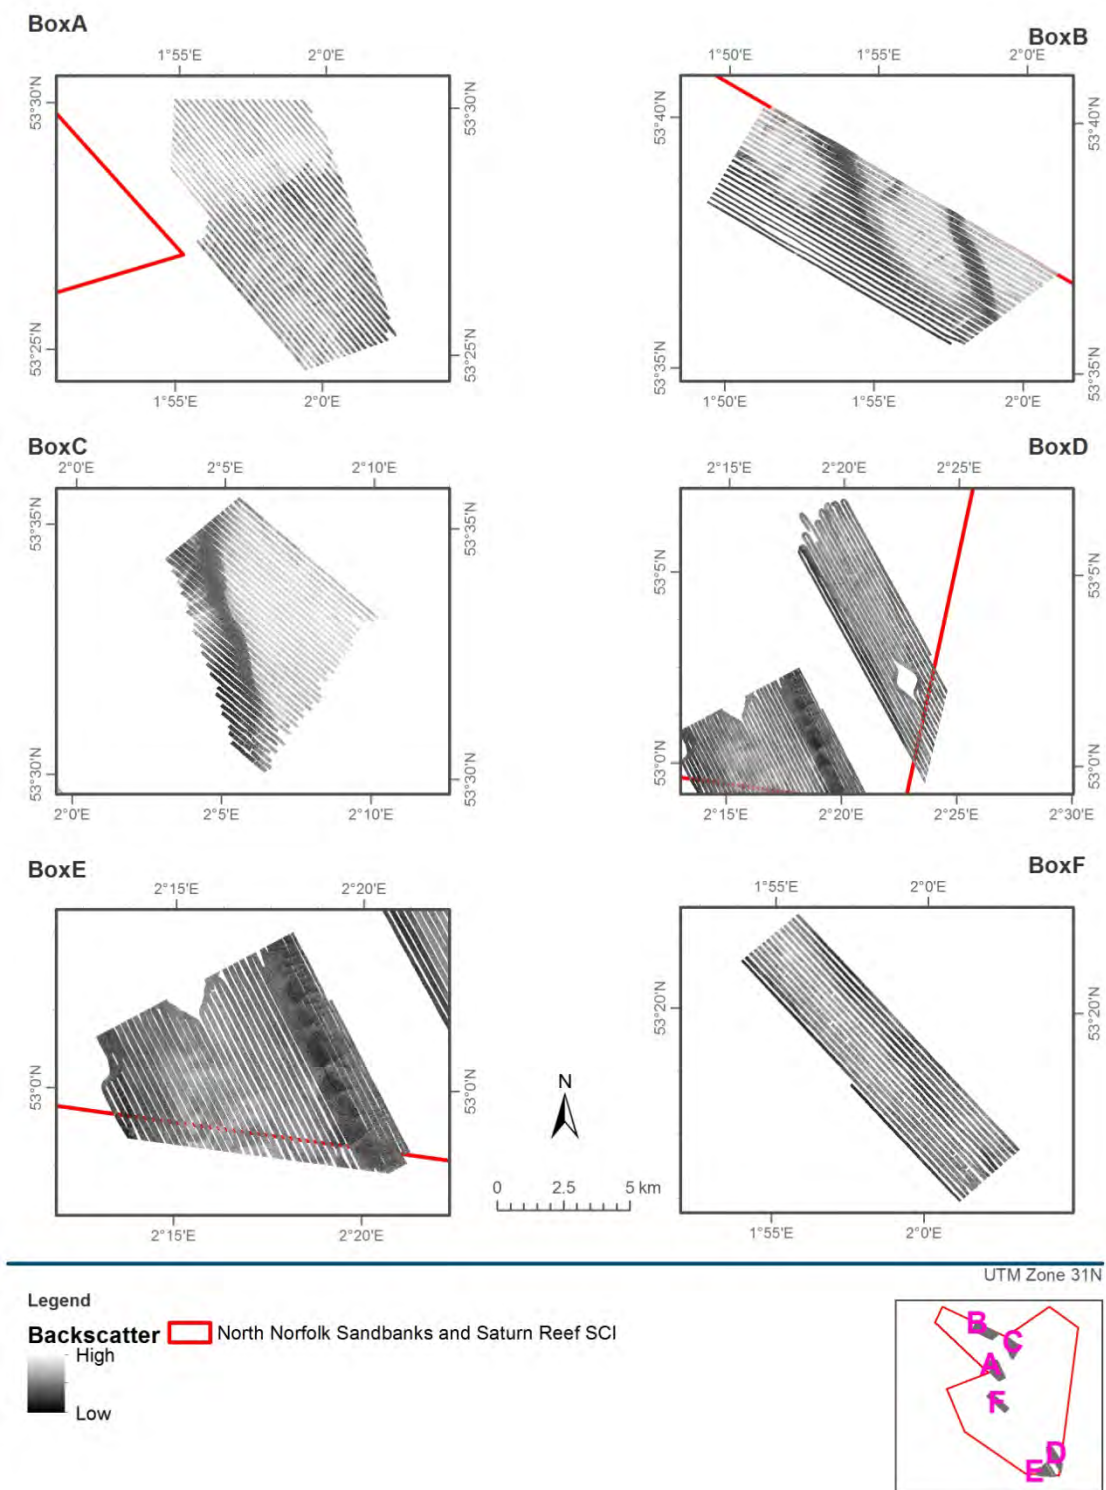 BoxA
BoxB
1°55'E 2°0'E
1°50'E 1°55'E 2°0'E
53°30'N
53°30'N
53°40'N
53°40'N
53°25'N
53°25'N
53°35'N
53°35'N
1°55'E 2°0'E
1°50'E 1°55'E 2°0'E
BoxC
BoxD
2°0'E 2°5'E 2°10'E
2°15'E 2°20'E 2°25'E
53°35'N
53°35'N
53°5'N
53°5'N
53°30'N
53°30'N
53°0'N
53°0'N
2°0'E 2°5'E 2°10'E
2°15'E 2°20'E 2°25'E 2°30'E
BoxE
BoxF
2°15'E 2°20'E
1°55'E 2°0'E
53°0'N
53°0'N
53°20'N
53°20'N
N
0 2.5 5 km
2°15'E 2°20'E
1°55'E 2°0'E
UTM Zone 31N
Legend
Backscatter North Norfolk Sandbanks and Saturn Reef SCI
High
Low
B
C
A
F
D
E